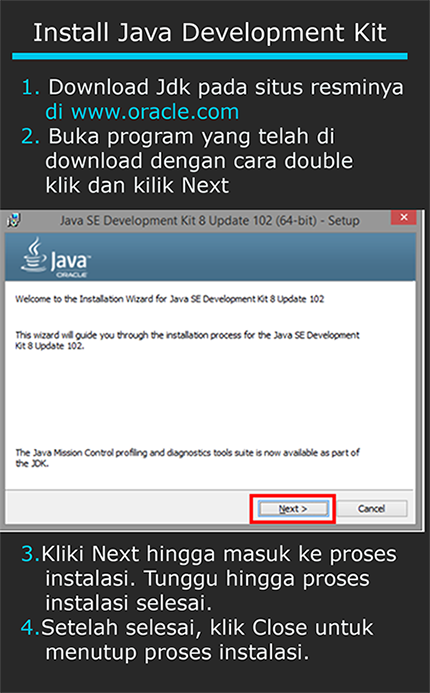 Install Java Development Kit
1. Download Jdk pada situs resminya
di www.oracle.com
2. Buka program yang telah di
download dengan cara double
klik dan kilik Next
Java SE Development Kit 8 Update 102 (64-bit) - Setup
Java
ORACLE
Welcome to the Installation Wizard for Java SE Development Kit 8 Update 102
This wizard will guide you through the installation process for the Java SE Development
Kit 8 Update 102.
The Java Mission Control profiling and diagnostics tools suite is now available as part of
the JDK.
Next > Cancel
3.Kliki Next hingga masuk ke proses
instalasi. Tunggu hingga proses
instalasi selesai.
4.Setelah selesai, klik Close untuk
menutup proses instalasi.